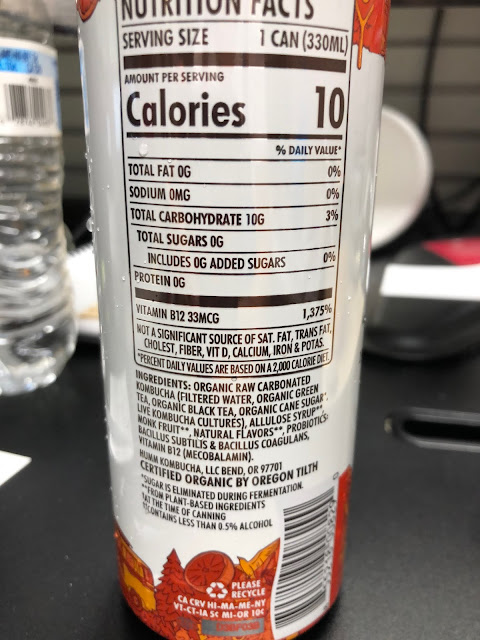 NUTRITION FACTS
SERVING SIZE 1 CAN (330ML)
AMOUNT PER SERVING
Calories 10
% DAILY VALUE*
TOTAL FAT 0G 0%
SODIUM 0MG 0%
TOTAL CARBOHYDRATE 10G 3%
TOTAL SUGARS 0G
INCLUDES 0G ADDED SUGARS 0%
PROTEIN 0G
VITAMIN B12 33MCG 1,375%
NOT A SIGNIFICANT SOURCE OF SAT. FAT, TRANS FAT,
CHOLEST, FIBER, VIT D, CALCIUM, IRON & POTAS.
*PERCENT DAILY VALUES ARE BASED ON A 2,000 CALORIE DIET.
INGREDIENTS: ORGANIC RAW CARBONATED
KOMBUCHA (FILTERED WATER, ORGANIC GREEN
TEA, ORGANIC BLACK TEA, ORGANIC CANE SUGAR*,
LIVE KOMBUCHA CULTURES), ALLULOSE SYRUP**,
MONK FRUIT**, NATURAL FLAVORS**, PROBIOTICS:
BACILLUS SUBTILIS & BACILLUS COAGULANS,
VITAMIN B12 (MECOBALAMIN).
HUMM KOMBUCHA, LLC BEND, OR 97701
CERTIFIED ORGANIC BY OREGON TILTH
*SUGAR IS ELIMINATED DURING FERMENTATION.
**FROM PLANT-BASED INGREDIENTS
†AT THE TIME OF CANNING
CONTAINS LESS THAN 0.5% ALCOHOL
PLEASE
RECYCLE
CA CRV HI-MA-ME-NY
VT-CT-IA 5¢ MI-OR 10¢